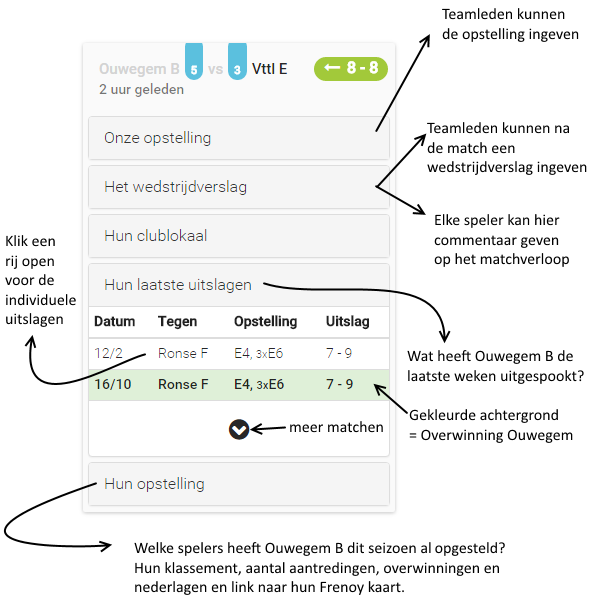 Teamleden kunnen
de opstelling ingeven
Ouwegem B 5 vs 3 Vttl E 8 - 8
2 uur geleden
Onze opstelling
Teamleden kunnen na
de match een
wedstrijdverslag ingeven
Het wedstrijdverslag
Elke speler kan hier
commentaar geven
op het matchverloop
Hun clublokaal
Klik een
rij open
voor de
individuele
uitslagen
Hun laatste uitslagen
Datum Tegen Opstelling Uitslag
12/2 Ronse F E4, 3xE6 7 - 9
16/10 Ronse F E4, 3xE6 7 - 9
Wat heeft Ouwegem B de
laatste weken uitgespookt?
Gekleurde achtergrond
= Overwinning Ouwegem
meer matchen
Hun opstelling
Welke spelers heeft Ouwegem B dit seizoen al opgesteld?
Hun klassement, aantal aantredingen, overwinningen en
nederlagen en link naar hun Frenoy kaart.